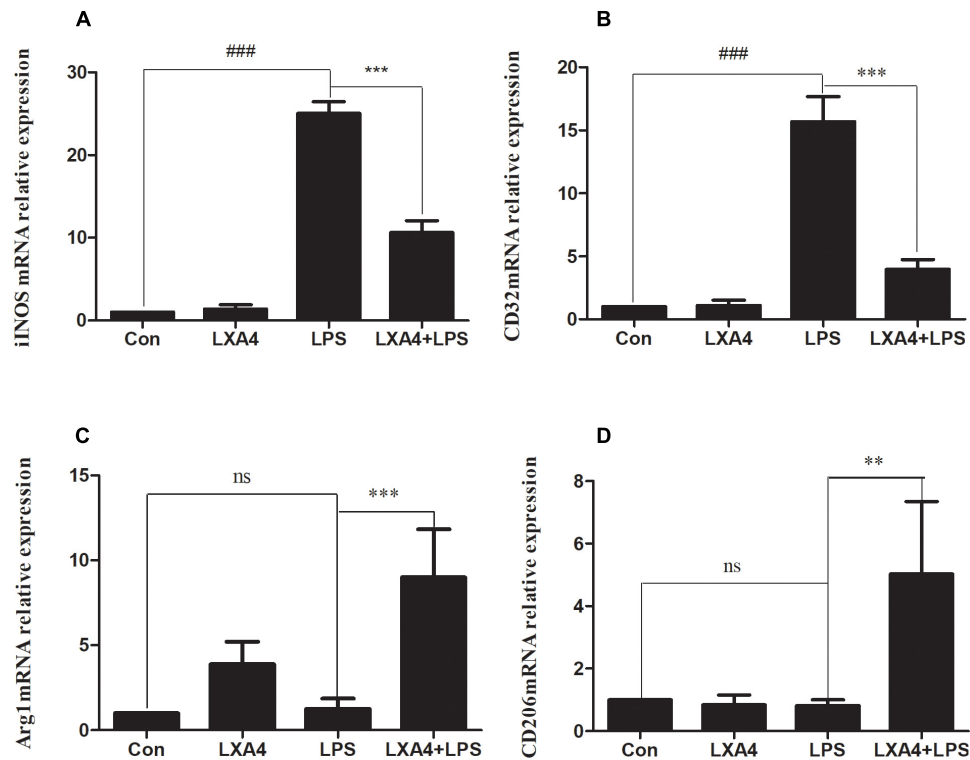 A
iINOS mRNA relative expression
30
20
10
0
###
***
Con LXA4 LPS LXA4+LPS
B
CD32mRNA relative expression
20
15
10
5
0
###
***
Con LXA4 LPS LXA4+LPS
C
Arg1mRNA relative expression
15
10
5
0
ns
***
Con LXA4 LPS LXA4+LPS
D
CD206mRNA relative expression
8
6
4
2
0
ns
**
Con LXA4 LPS LXA4+LPS